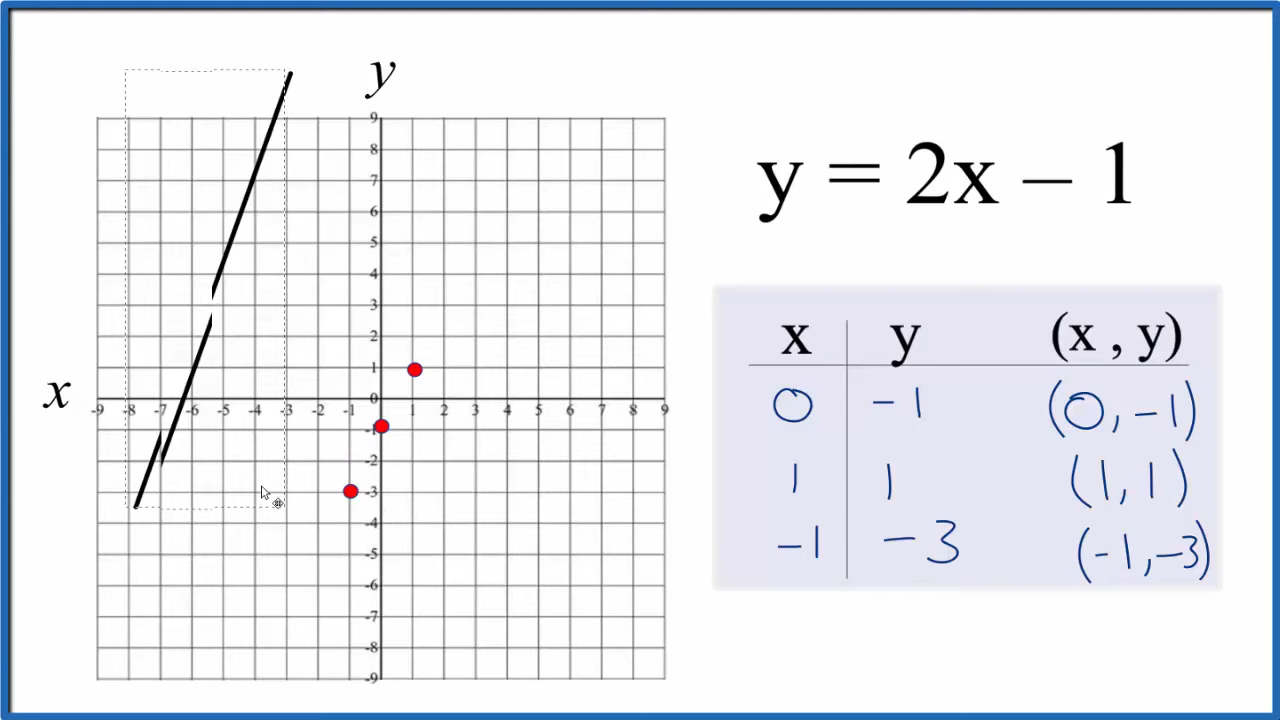 y
9
8
7
6
5
4
3
2
1
x
-9 -8 -7 -6 -5 -4 -3 -2 -1 0 1 2 3 4 5 6 7 8 9
-1
-2
-3
-4
-5
-6
-7
-8
-9
y = 2x – 1
x y (x , y)
0 -1 (0, -1)
1 1 (1, 1)
-1 -3 (-1, -3)